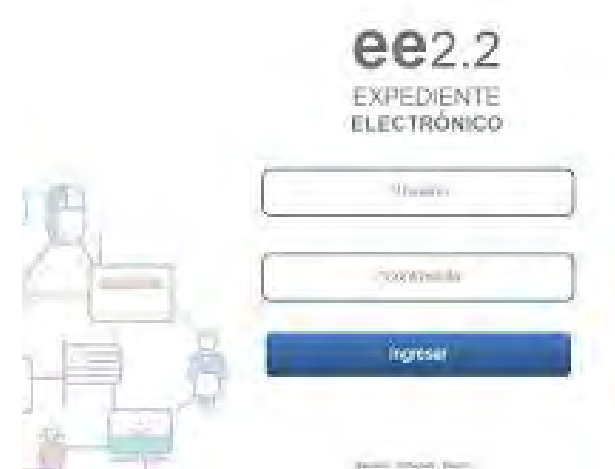 ee2.2
EXPEDIENTE
ELECTRÓNICO
Usuario
Contraseña
Ingresar